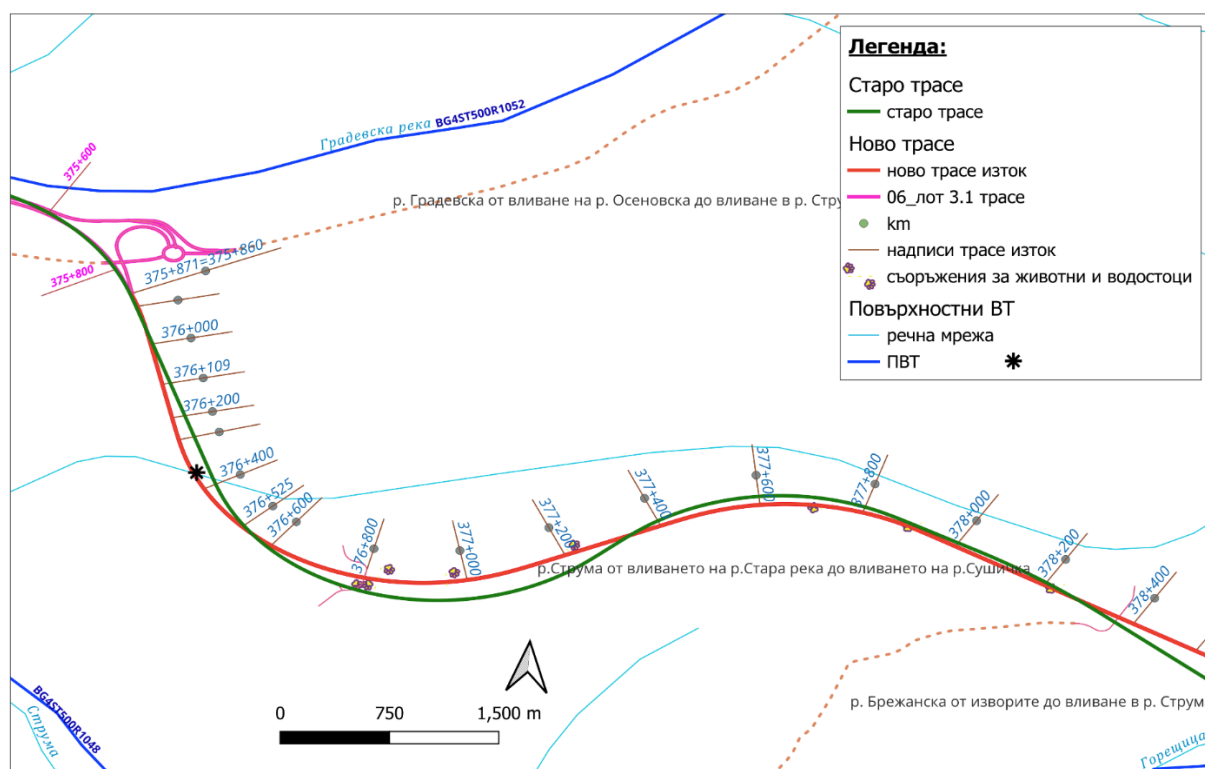 Легенда:
Старо трасе
старо трасе
Ново трасе
ново трасе изток
06_лот 3.1 трасе
km
надписи трасе изток
съоръжения за животни и водостоци
Повърхностни ВТ
речна мрежа
ПВТ
Градевска река BG4ST500R1052
375+600
р. Градевска от вливане на р. Осеновска до вливане в р. Стру
375+800
375+871=375+860
376+000
376+109
376+200
376+400
376+525
376+600
376+800
377+000
377+200
377+400
377+600
377+800
378+000
378+200
378+400
р.Струма от вливането на р.Стара река до вливането на р.Сушичка
р. Брежанска от изворите до вливане в р. Струм
BG4ST500R1048
Струма
0 750 1,500 m
Горещица